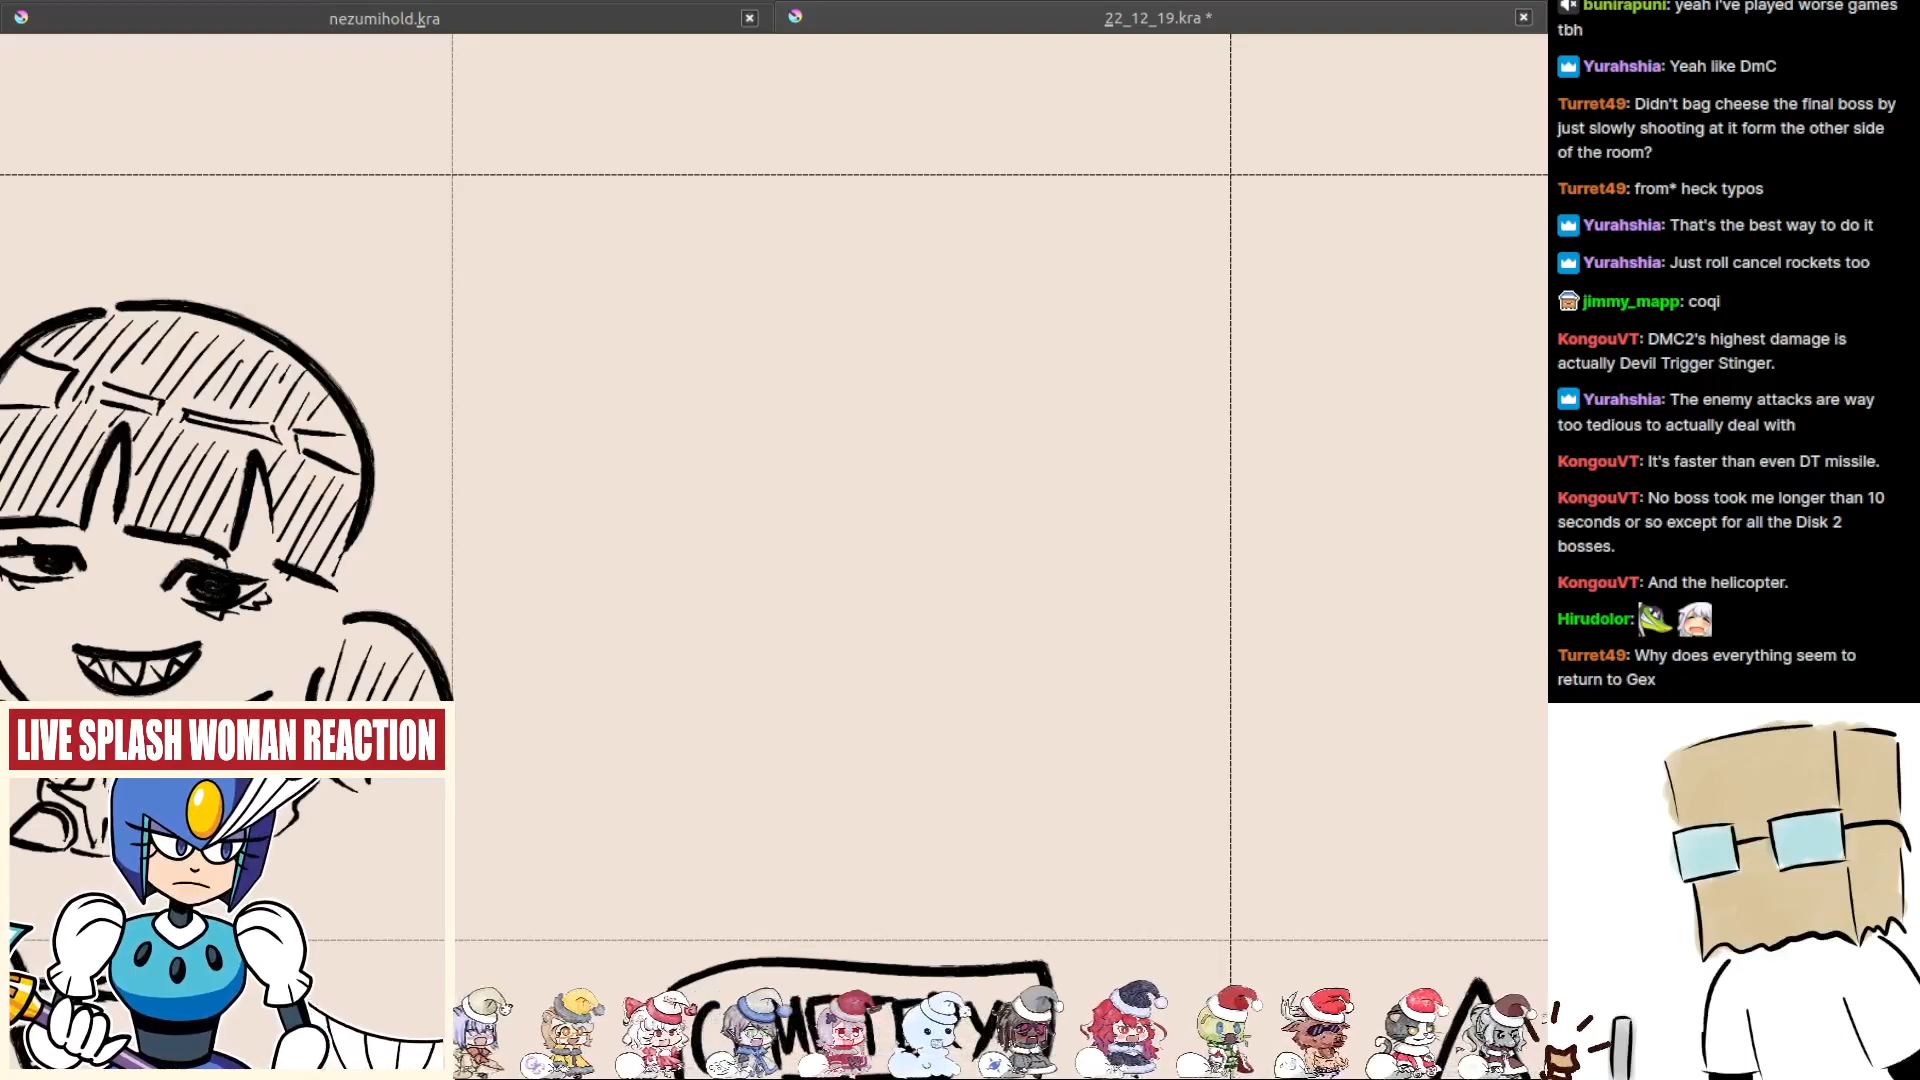 nezumihold.kra
22_12_19.kra *
bunirapuni: yeah i've played worse games
tbh
Yurahshia: Yeah like DmC
Turret49: Didn't bag cheese the final boss by
just slowly shooting at it form the other side
of the room?
Turret49: from* heck typos
Yurahshia: That's the best way to do it
Yurahshia: Just roll cancel rockets too
jimmy_mapp: coqi
KongouVT: DMC2's highest damage is
actually Devil Trigger Stinger.
Yurahshia: The enemy attacks are way
too tedious to actually deal with
KongouVT: It's faster than even DT missile.
KongouVT: No boss took me longer than 10
seconds or so except for all the Disk 2
bosses.
KongouVT: And the helicopter.
Hirudolor:
Turret49: Why does everything seem to
return to Gex
LIVE SPLASH WOMAN REACTION